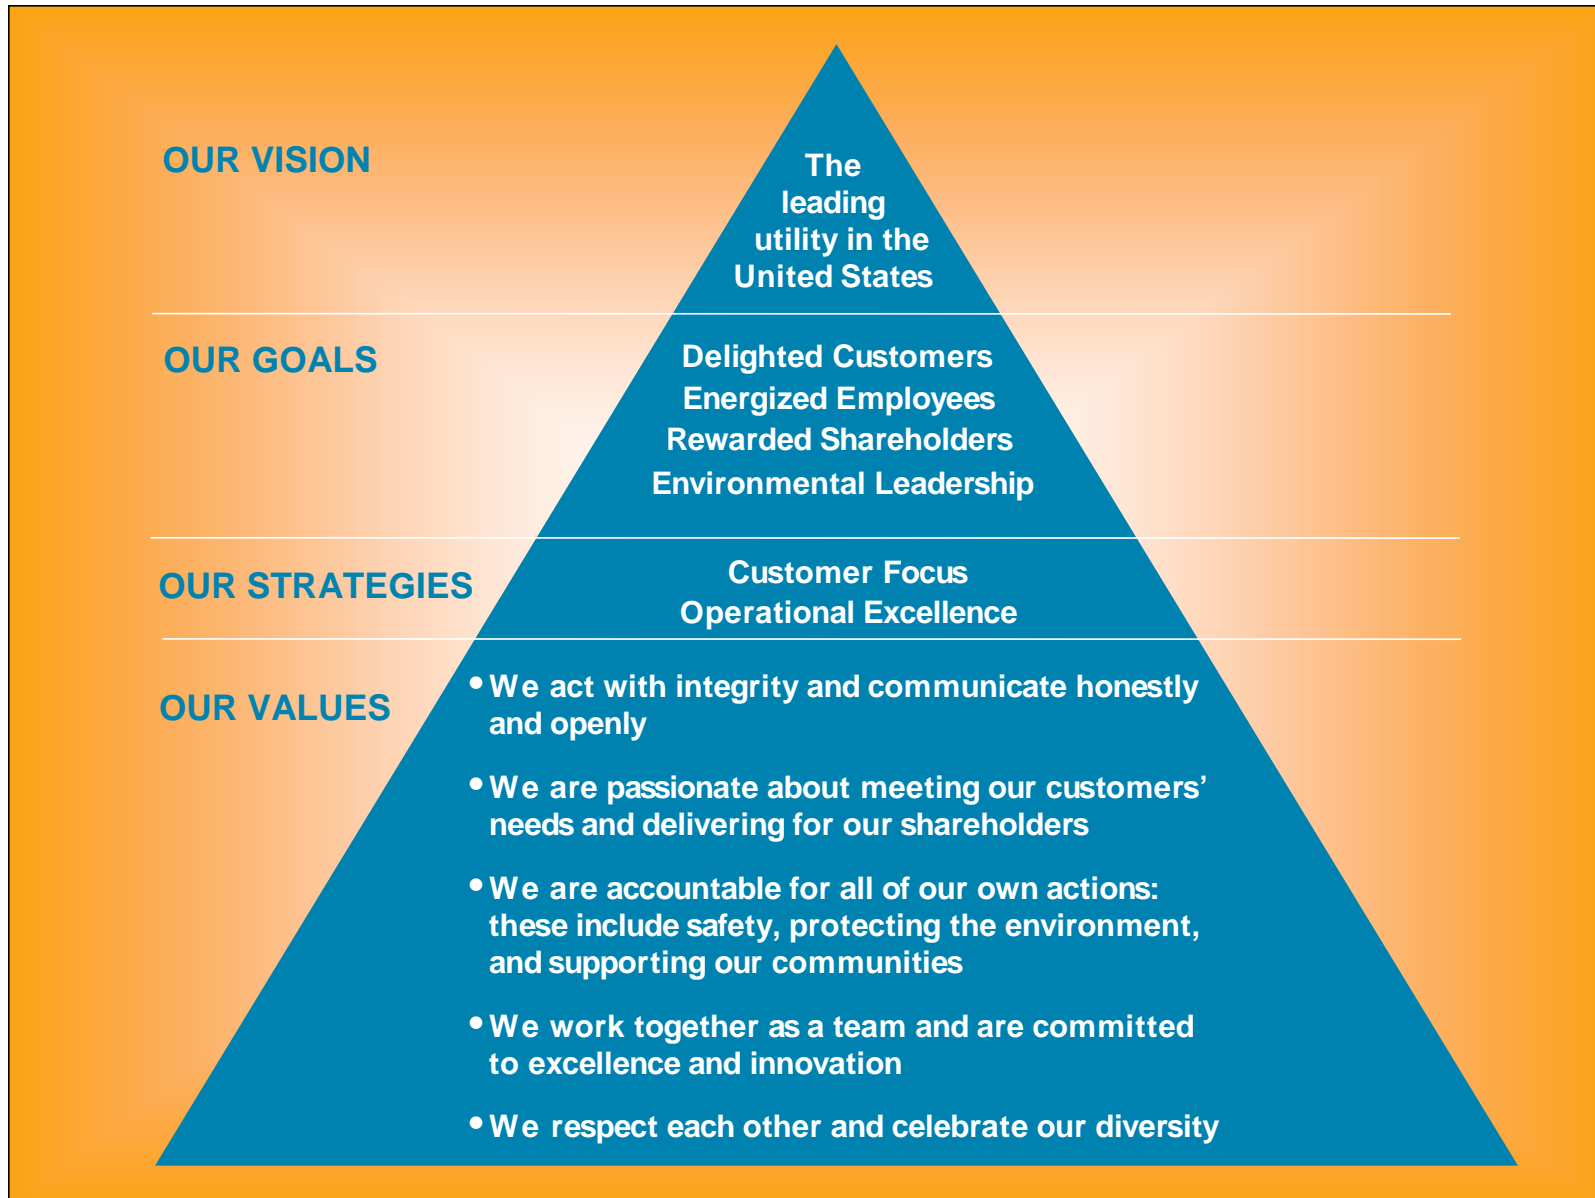 OUR VISION
The
leading
utility in the
United States
OUR GOALS
Delighted Customers
Energized Employees
Rewarded Shareholders
Environmental Leadership
OUR STRATEGIES
Customer Focus
Operational Excellence
OUR VALUES
• We act with integrity and communicate honestly
and openly
• We are passionate about meeting our customers’
needs and delivering for our shareholders
• We are accountable for all of our own actions:
these include safety, protecting the environment,
and supporting our communities
• We work together as a team and are committed
to excellence and innovation
• We respect each other and celebrate our diversity